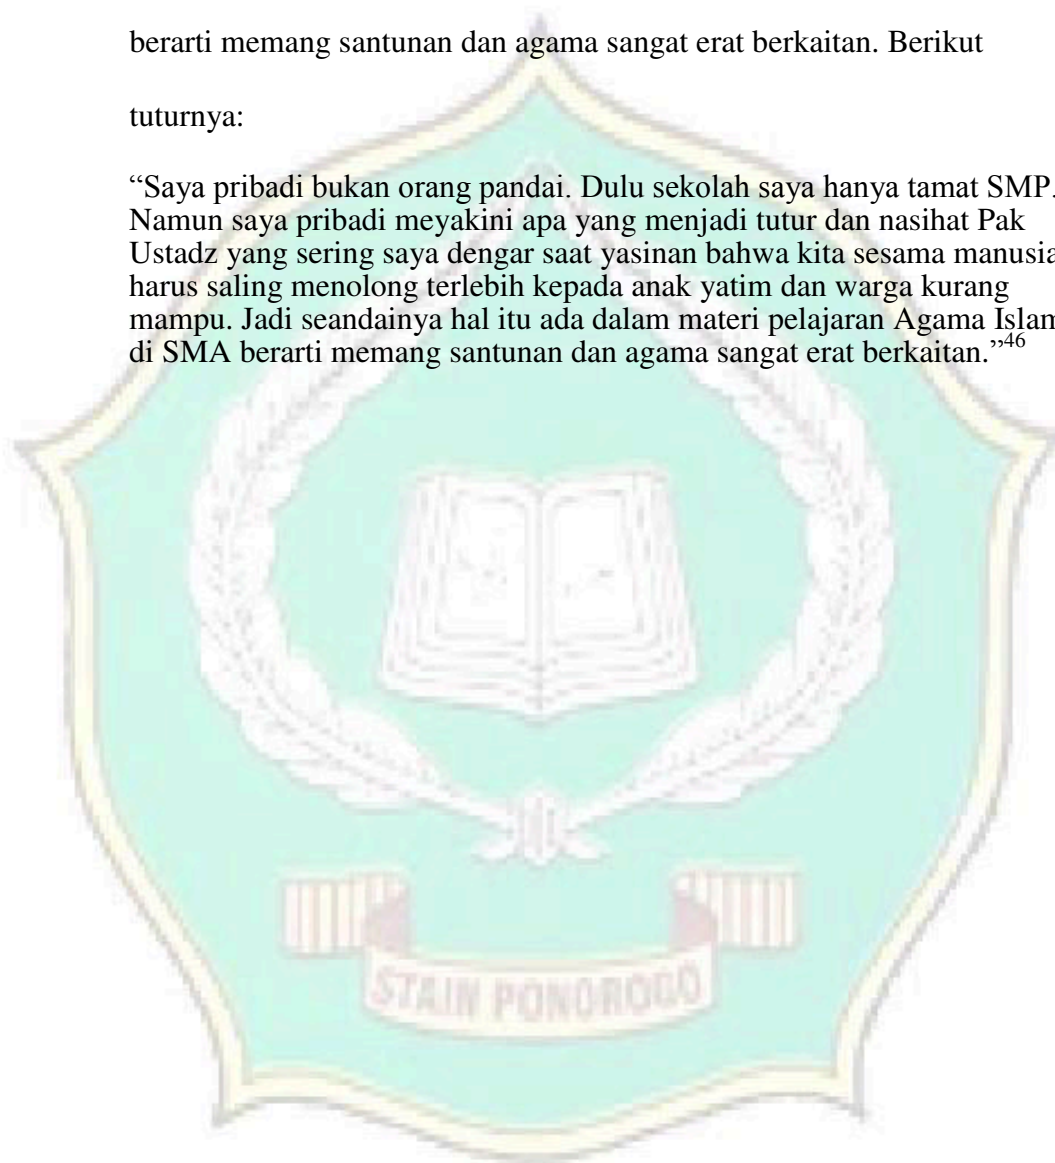 berarti memang santunan dan agama sangat erat berkaitan. Berikut
tuturnya:
“Saya pribadi bukan orang pandai. Dulu sekolah saya hanya tamat SMP.
Namun saya pribadi meyakini apa yang menjadi tutur dan nasihat Pak
Ustadz yang sering saya dengar saat yasinan bahwa kita sesama manusia
harus saling menolong terlebih kepada anak yatim dan warga kurang
mampu. Jadi seandainya hal itu ada dalam materi pelajaran Agama Islam
di SMA berarti memang santunan dan agama sangat erat berkaitan.”46
STAIN PONOROGO